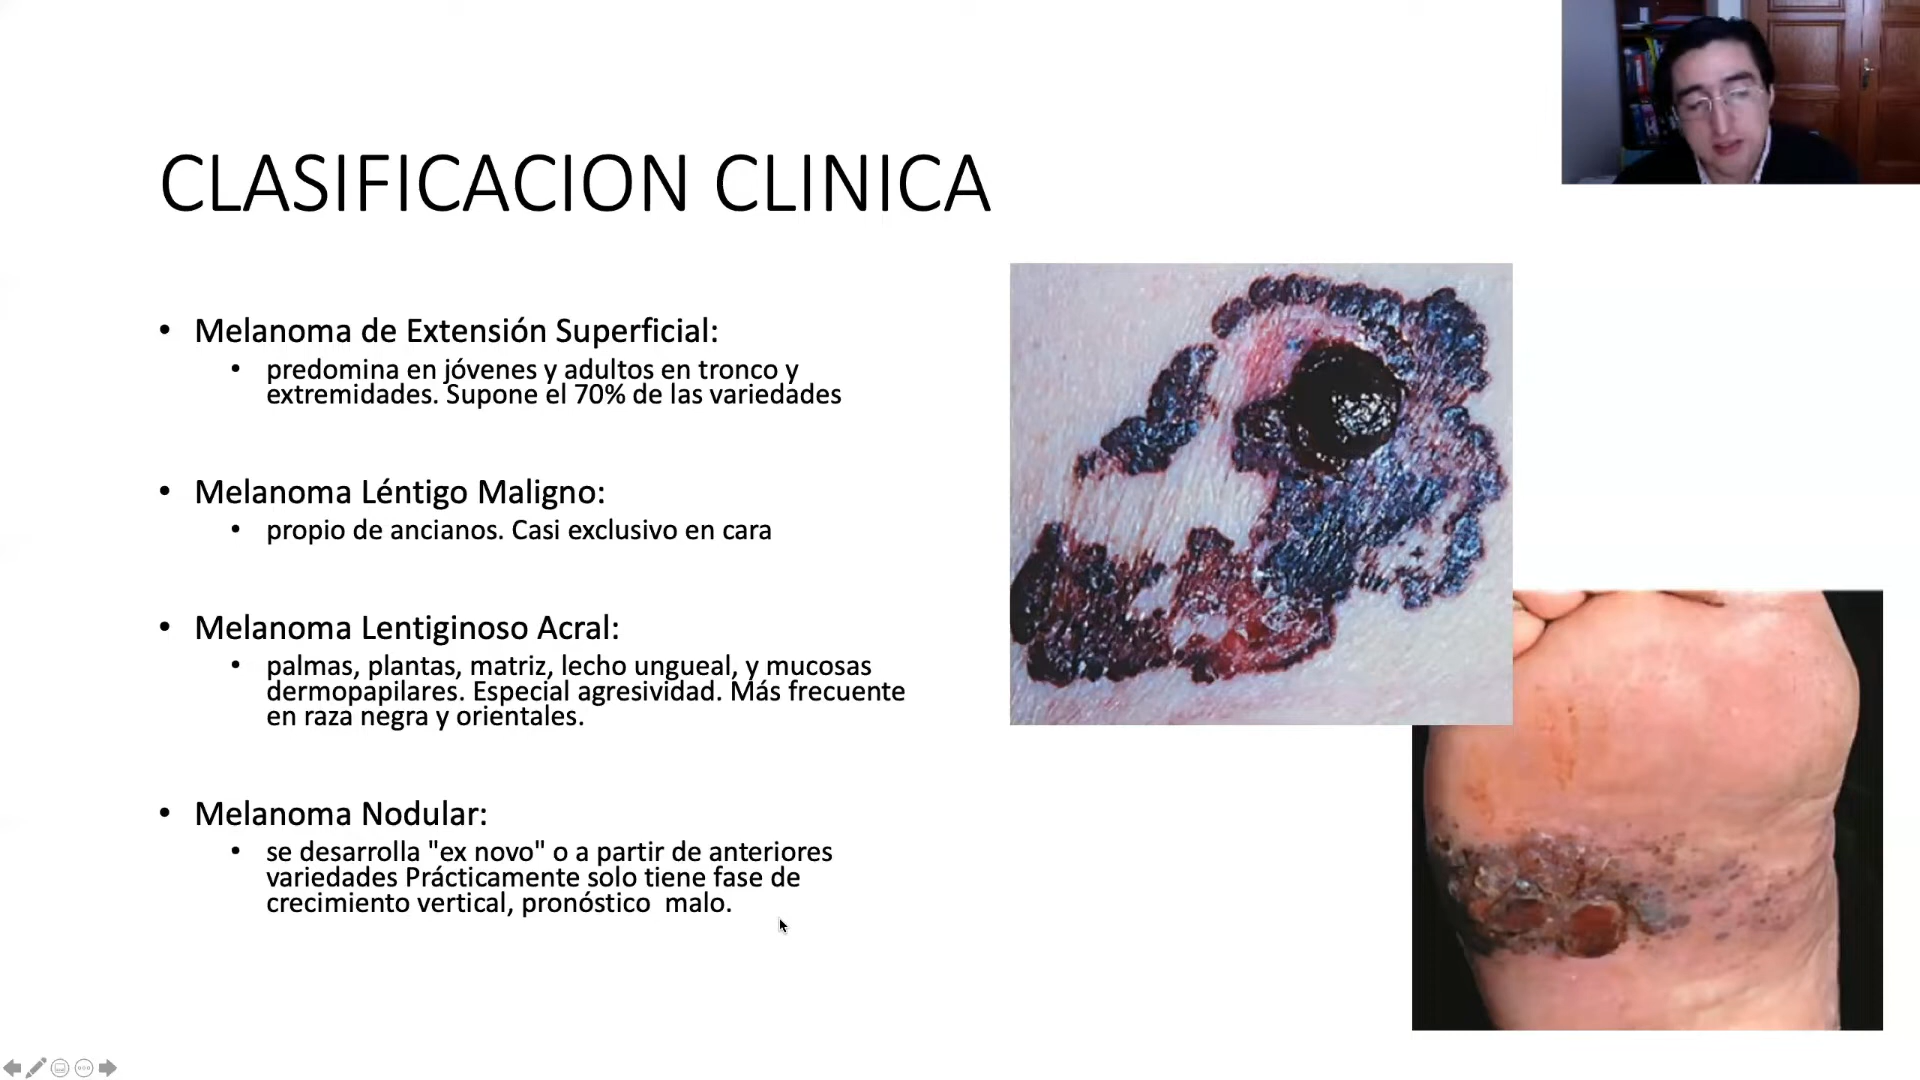 CLASIFICACION CLINICA
• Melanoma de Extensión Superficial:
• predomina en jóvenes y adultos en tronco y
extremidades. Supone el 70% de las variedades
• Melanoma Léntigo Maligno:
• propio de ancianos. Casi exclusivo en cara
• Melanoma Lentiginoso Acral:
• palmas, plantas, matriz, lecho ungueal, y mucosas
dermopapilares. Especial agresividad. Más frecuente
en raza negra y orientales.
• Melanoma Nodular:
• se desarrolla "ex novo" o a partir de anteriores
variedades Prácticamente solo tiene fase de
crecimiento vertical, pronóstico  malo.